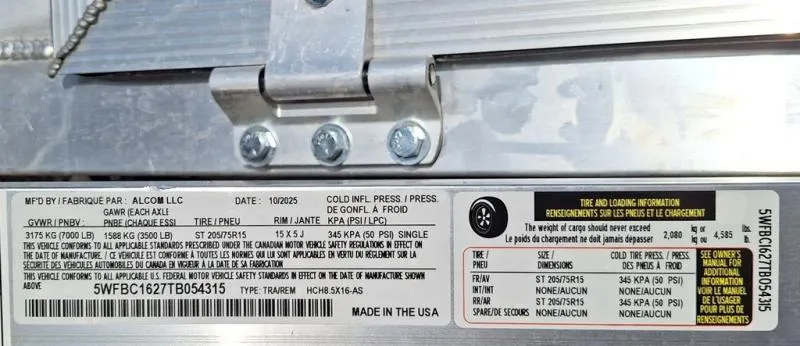 MF'D BY / FABRIQUÉ PAR : ALCOM LLC DATE : 10/2025 COLD INFL. PRESS. / PRESS.
GAWR (EACH AXLE) DE GONFL. À FROID
GVWR / PNBV : PNBE (CHAQUE ESSI) TIRE / PNEU RIM / JANTE KPA (PSI / LPC)
3175 KG (7000 LB) 1588 KG (3500 LB) ST 205/75R15 15 X 5 J 345 KPA (50 PSI) SINGLE
THIS VEHICLE CONFORMS TO ALL APPLICABLE STANDARDS PRESCRIBED UNDER THE CANADIAN MOTOR VEHICLE SAFETY REGULATIONS IN EFFECT ON
THE DATE OF MANUFACTURE. / CE VÉHICULE EST CONFORME À TOUTES LES NORMES QUI LUI SONT APPLICABLES EN VERTU DU RÈGLEMENT SUR LA
SÉCURITÉ DES VÉHICULES AUTOMOBILES DU CANADA EN VIGUEUR À LA DATE DE SA FABRICATION
THIS VEHICLE CONFORMS TO ALL APPLICABLE U.S. FEDERAL MOTOR VEHICLE SAFETY STANDARDS IN EFFECT ON THE DATE OF MANUFACTURE SHOWN
ABOVE
5WFBC1627TB054315 TYPE: TRA/REM HCH8.5X16-AS
MADE IN THE USA
TIRE AND LOADING INFORMATION
RENSEIGNEMENTS SUR LES PNEUS ET LE CHARGEMENT
The weight of cargo should never exceed
Le poids du chargement ne doit jamais dépasser 2,080 kg or kg ou 4,585 lbs. lb.
TIRE / SIZE COLD TIRE PRESS. / PRESS.
PNEU DIMENSIONS DES PNEUS À FROID
FR/AV ST 205/75R15 345 KPA (50 PSI)
INT/INT NONE/AUCUN NONE/AUCUN
RR/AR ST 205/75R15 345 KPA (50 PSI)
SPARE/DE SECOURS NONE/AUCUN NONE/AUCUN
SEE OWNER'S
MANUAL FOR
ADDITIONAL
INFORMATION
VOIR LE MANUEL
DE L'USAGER
POUR PLUS DE
RENSEIGNEMENTS
5WFBC1627TB054315